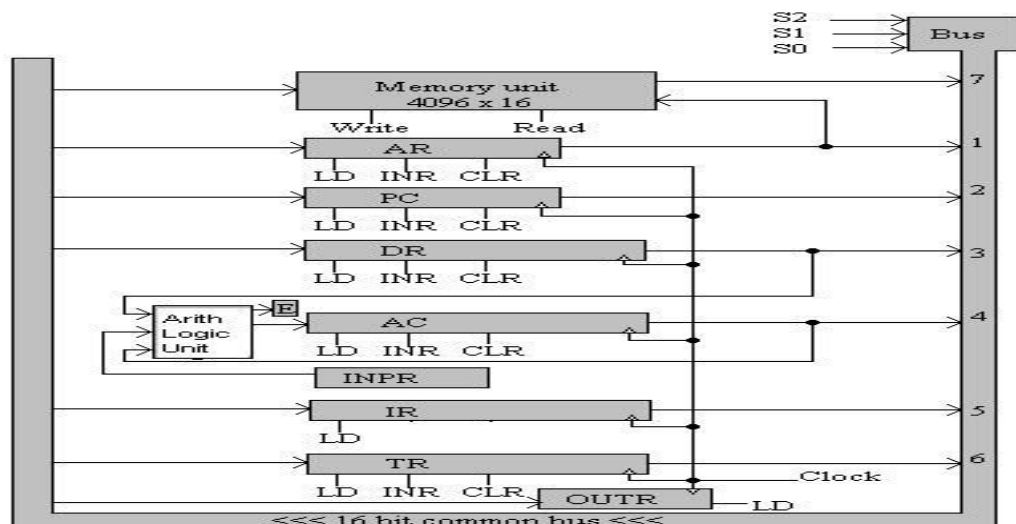 S2
S1
S0
Bus
Memory unit
4096 x 16
7
Write Read
AR
1
LD INR CLR
PC
2
LD INR CLR
DR
3
LD INR CLR
E
Arith
Logic
Unit
AC
4
LD INR CLR
INPR
IR
5
LD
TR
6
Clock
LD INR CLR
OUTR
LD
<<< 16 bit common bus <<<